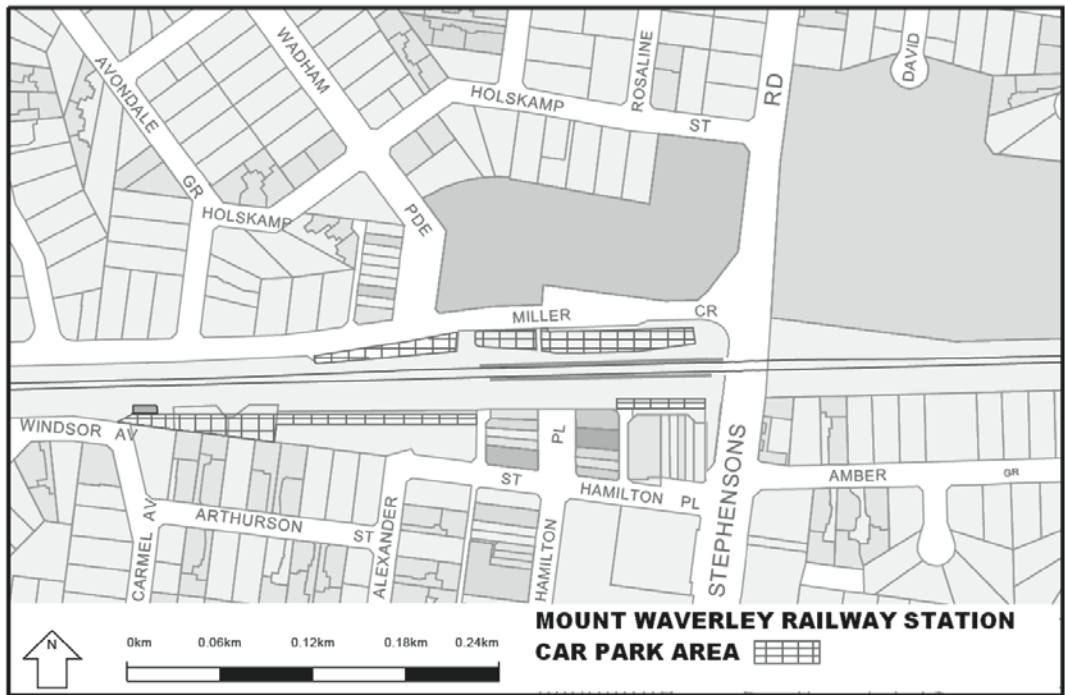 WADHAM
PDE
AVONDALE
GR
HOLSKAMP
HOLSKAMP
ST
ROSALINE
RD
DAVID
MILLER
CR
WINDSOR AV
CARMEL AV
ARTHURSON
ST
ALEXANDER
ST
PL
HAMILTON
HAMILTON PL
STEPHENSONS
AMBER
GR
N
0km 0.06km 0.12km 0.18km 0.24km
MOUNT WAVERLEY RAILWAY STATION
CAR PARK AREA